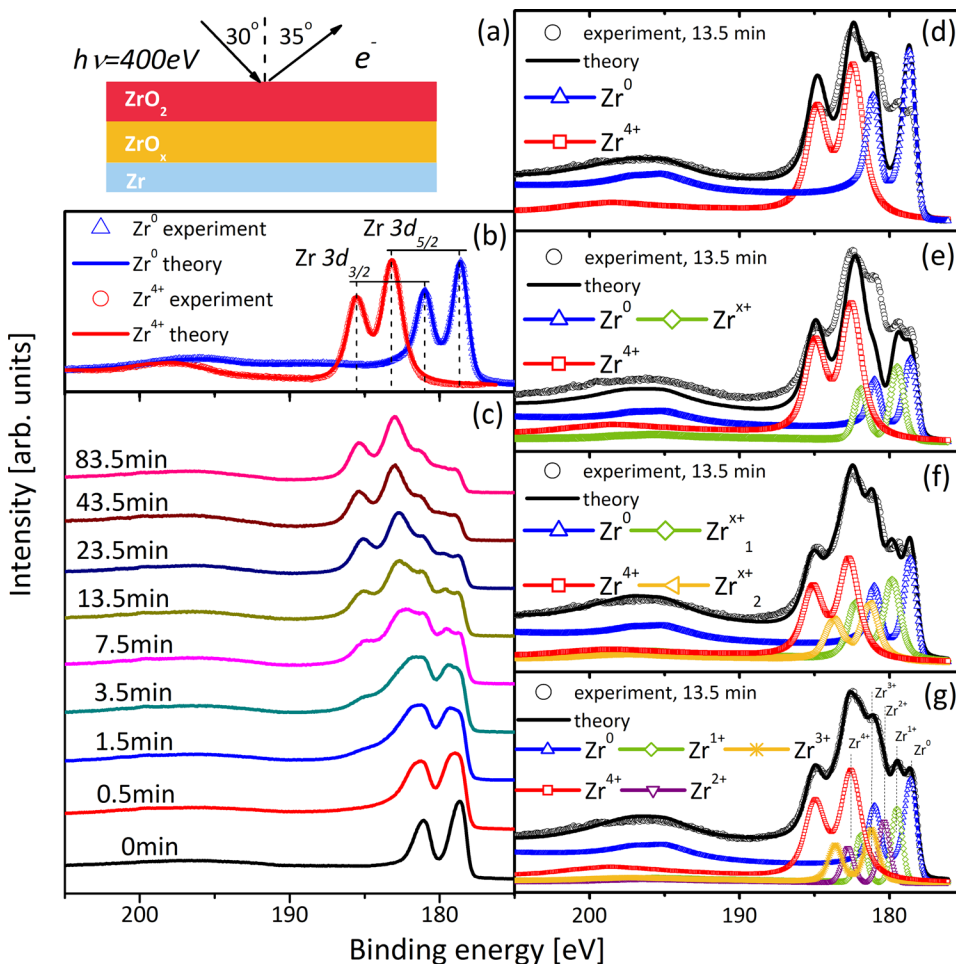 (a)
30° 35°
hν=400eV e⁻
ZrO₂
ZrOₓ
Zr
(b)
Zr⁰ experiment
Zr⁰ theory
Zr⁴⁺ experiment
Zr⁴⁺ theory
Zr 3d₅/₂
Zr 3d₃/₂
(c)
83.5min
43.5min
23.5min
13.5min
7.5min
3.5min
1.5min
0.5min
0min
200 190 180
Intensity [arb. units]
(d)
experiment, 13.5 min
theory
Zr⁰
Zr⁴⁺
(e)
experiment, 13.5 min
theory
Zr⁰ Zrˣ⁺
Zr⁴⁺
(f)
experiment, 13.5 min
theory
Zr⁰ Zrˣ⁺₁
Zr⁴⁺ Zrˣ⁺₂
(g)
experiment, 13.5 min
theory
Zr⁰ Zr¹⁺ Zr³⁺
Zr⁴⁺ Zr²⁺
Zr³⁺
Zr²⁺
Zr⁴⁺ Zr¹⁺
Zr⁰
200 190 180
Binding energy [eV]